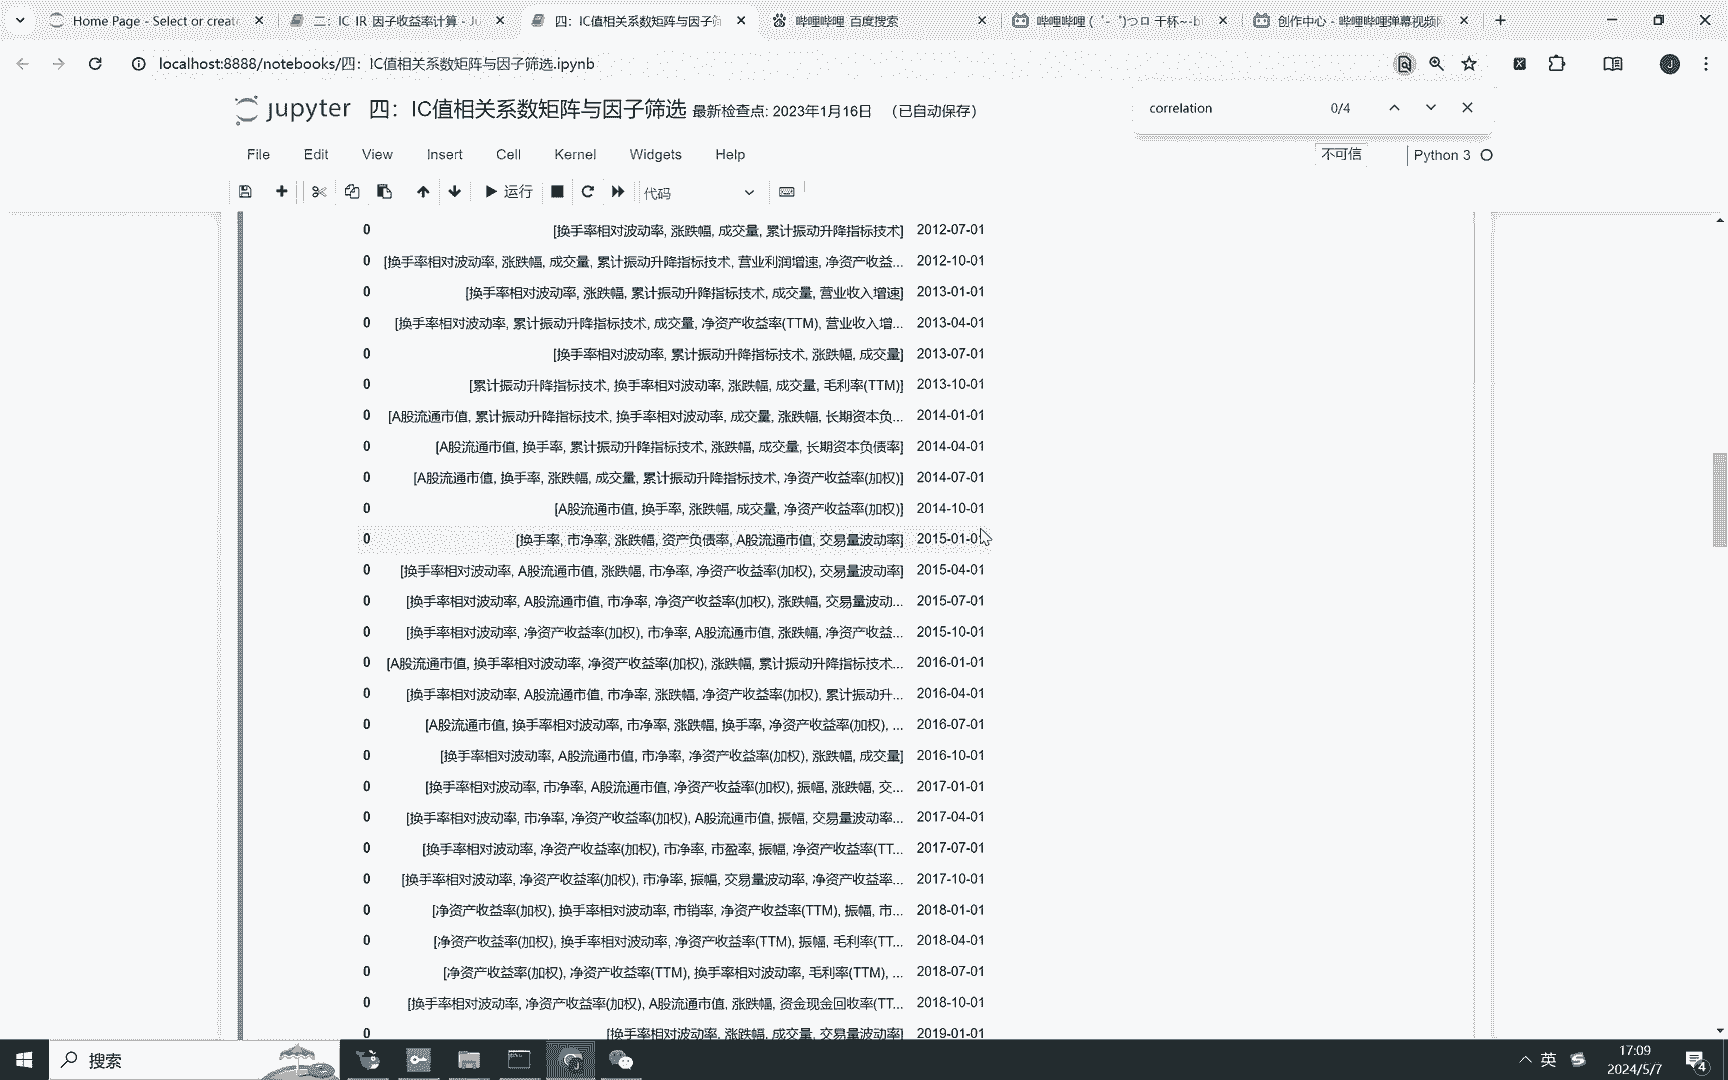 Home Page - Select or create
二：IC_IR_因子收益率计算 - Ju
四：IC值相关系数矩阵与因子筛
哔哩哔哩_百度搜索
哔哩哔哩 (゜-゜)つロ 干杯~-b
创作中心 - 哔哩哔哩弹幕视频网
localhost:8888/notebooks/四：IC值相关系数矩阵与因子筛选.ipynb
correlation 0/4
jupyter 四：IC值相关系数矩阵与因子筛选 最新检查点: 2023年1月16日 （已自动保存）
File Edit View Insert Cell Kernel Widgets Help 不可信 Python 3
运行 代码
0 [换手率相对波动率, 涨跌幅, 成交量, 累计振动升降指标技术] 2012-07-01
0 [换手率相对波动率, 涨跌幅, 成交量, 累计振动升降指标技术, 营业利润增速, 净资产收益... 2012-10-01
0 [换手率相对波动率, 涨跌幅, 累计振动升降指标技术, 成交量, 营业收入增速] 2013-01-01
0 [换手率相对波动率, 累计振动升降指标技术, 成交量, 净资产收益率(TTM), 营业收入增... 2013-04-01
0 [换手率相对波动率, 累计振动升降指标技术, 涨跌幅, 成交量] 2013-07-01
0 [累计振动升降指标技术, 换手率相对波动率, 涨跌幅, 成交量, 毛利率(TTM)] 2013-10-01
0 [A股流通市值, 累计振动升降指标技术, 换手率相对波动率, 成交量, 涨跌幅, 长期资本负... 2014-01-01
0 [A股流通市值, 换手率, 累计振动升降指标技术, 涨跌幅, 成交量, 长期资本负债率] 2014-04-01
0 [A股流通市值, 换手率, 涨跌幅, 成交量, 累计振动升降指标技术, 净资产收益率(加权)] 2014-07-01
0 [A股流通市值, 换手率, 涨跌幅, 成交量, 净资产收益率(加权)] 2014-10-01
0 [换手率, 市净率, 涨跌幅, 资产负债率, A股流通市值, 交易量波动率] 2015-01-01
0 [换手率相对波动率, A股流通市值, 涨跌幅, 市净率, 净资产收益率(加权), 交易量波动率] 2015-04-01
0 [换手率相对波动率, A股流通市值, 市净率, 净资产收益率(加权), 涨跌幅, 交易量波动... 2015-07-01
0 [换手率相对波动率, 净资产收益率(加权), 市净率, A股流通市值, 涨跌幅, 净资产收益... 2015-10-01
0 [A股流通市值, 换手率相对波动率, 净资产收益率(加权), 涨跌幅, 累计振动升降指标技术... 2016-01-01
0 [换手率相对波动率, A股流通市值, 市净率, 涨跌幅, 净资产收益率(加权), 累计振动升... 2016-04-01
0 [A股流通市值, 换手率相对波动率, 市净率, 涨跌幅, 换手率, 净资产收益率(加权), ... 2016-07-01
0 [换手率相对波动率, A股流通市值, 市净率, 净资产收益率(加权), 涨跌幅, 成交量] 2016-10-01
0 [换手率相对波动率, 市净率, A股流通市值, 净资产收益率(加权), 振幅, 涨跌幅, 交... 2017-01-01
0 [换手率相对波动率, 市净率, 净资产收益率(加权), A股流通市值, 振幅, 交易量波动率... 2017-04-01
0 [换手率相对波动率, 净资产收益率(加权), 市净率, 市盈率, 振幅, 净资产收益率(TT... 2017-07-01
0 [换手率相对波动率, 净资产收益率(加权), 市净率, 振幅, 交易量波动率, 净资产收益率... 2017-10-01
0 [净资产收益率(加权), 换手率相对波动率, 市销率, 净资产收益率(TTM), 振幅, 市... 2018-01-01
0 [净资产收益率(加权), 换手率相对波动率, 净资产收益率(TTM), 振幅, 毛利率(TT... 2018-04-01
0 [净资产收益率(加权), 净资产收益率(TTM), 换手率相对波动率, 毛利率(TTM), ... 2018-07-01
0 [换手率相对波动率, 净资产收益率(加权), A股流通市值, 涨跌幅, 资金现金回收率(TT... 2018-10-01
0 [换手率相对波动率, 涨跌幅, 成交量, 交易量波动率] 2019-01-01
搜索
英
17:09
2024/5/7
4